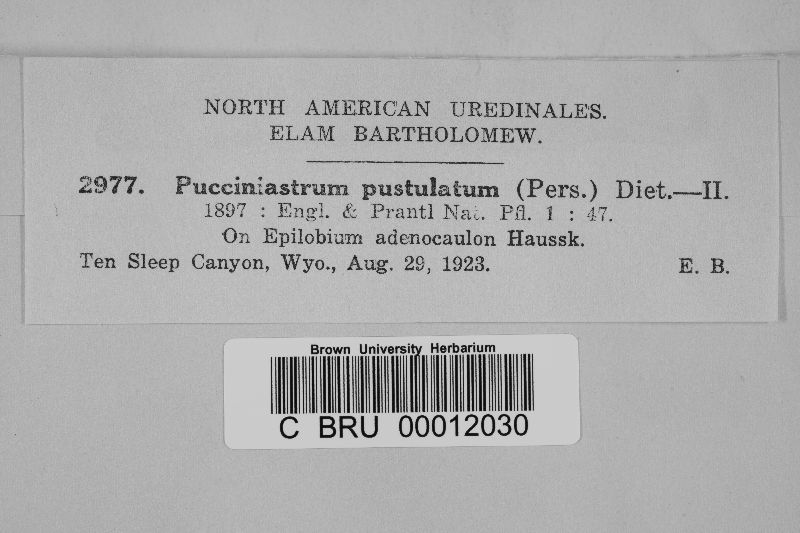 NORTH AMERICAN UREDINALES.
ELAM BARTHOLOMEW.
2977. Pucciniastrum pustulatum (Pers.) Diet.—II.
1897 : Engl. & Prantl Nat. Pfl. 1 : 47.
On Epilobium adenocaulon Haussk.
Ten Sleep Canyon, Wyo., Aug. 29, 1923. E. B.
Brown University Herbarium
C BRU 00012030